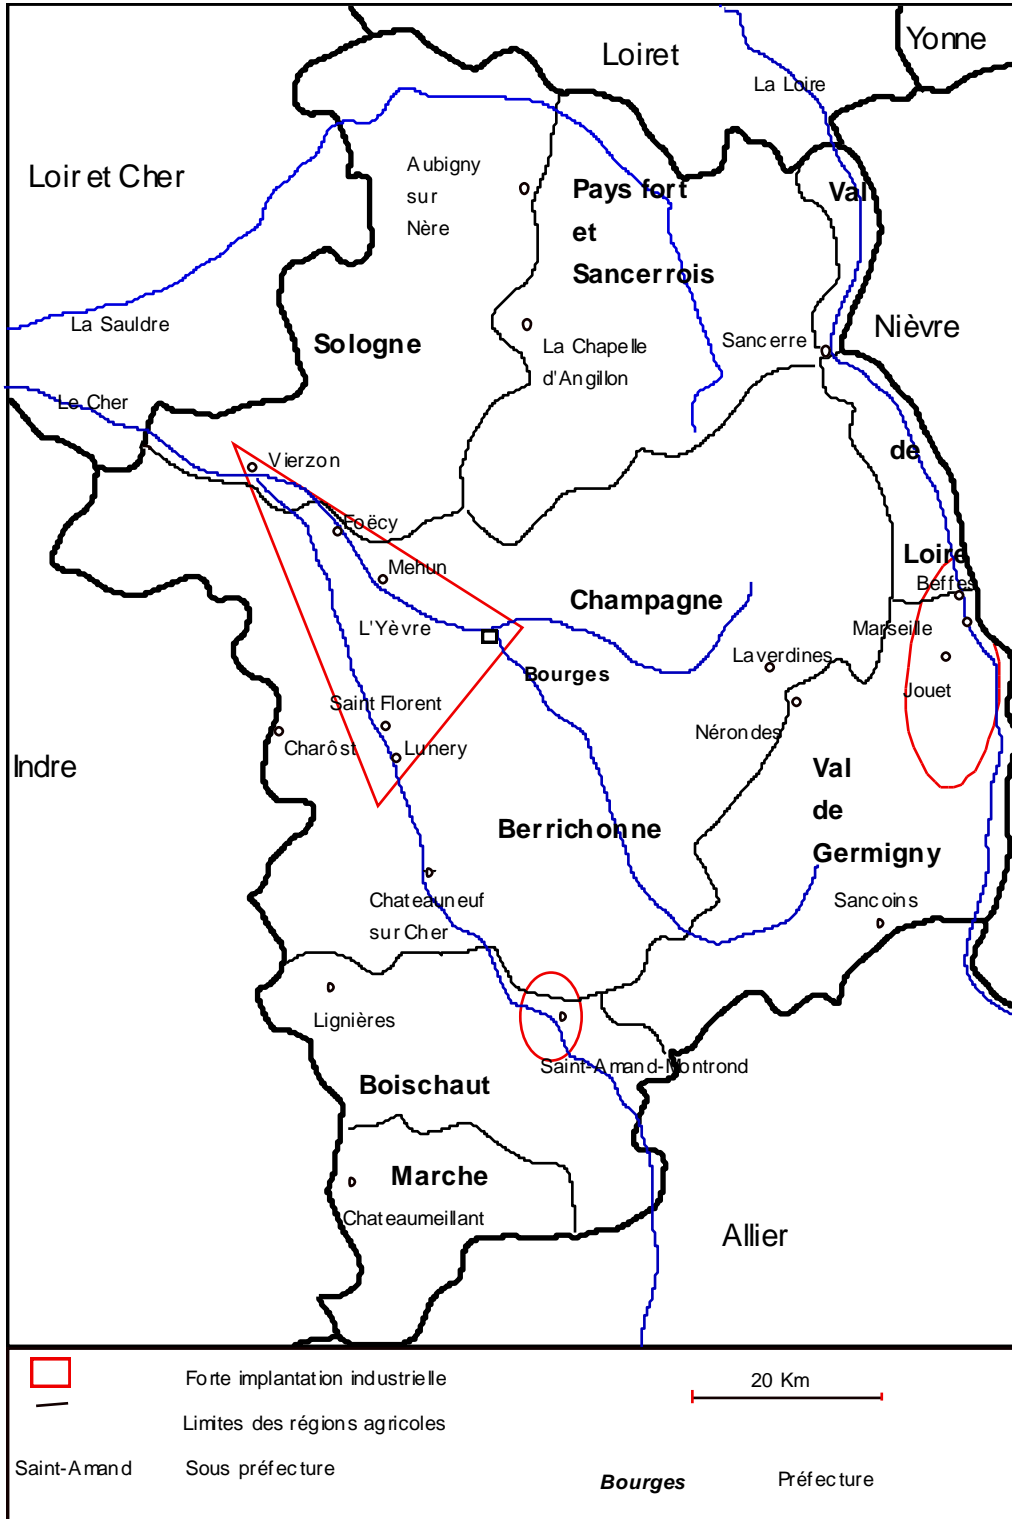 Yonne
Loiret
La Loire
Loir et Cher
Aubigny
sur
Nère
Pays fort
et
Sancerrois
Val
La Sauldre
Sologne
La Chapelle
d'Angillon
Sancerre
Nièvre
Le Cher
Vierzon
de
Foëcy
Mehun
Loire
Beffes
Champagne
L'Yèvre
Marseille
Bourges
Laverdines
Jouet
Saint Florent
Charôst
Lunery
Nérondes
Indre
Val
de
Germigny
Berrichonne
Chateauneuf
sur Cher
Sancoins
Lignières
Saint-Amand-Montrond
Boischaut
Marche
Chateaumeillant
Allier
Forte implantation industrielle
20 Km
Limites des régions agricoles
Saint-Amand
Sous préfecture
Bourges
Préfecture